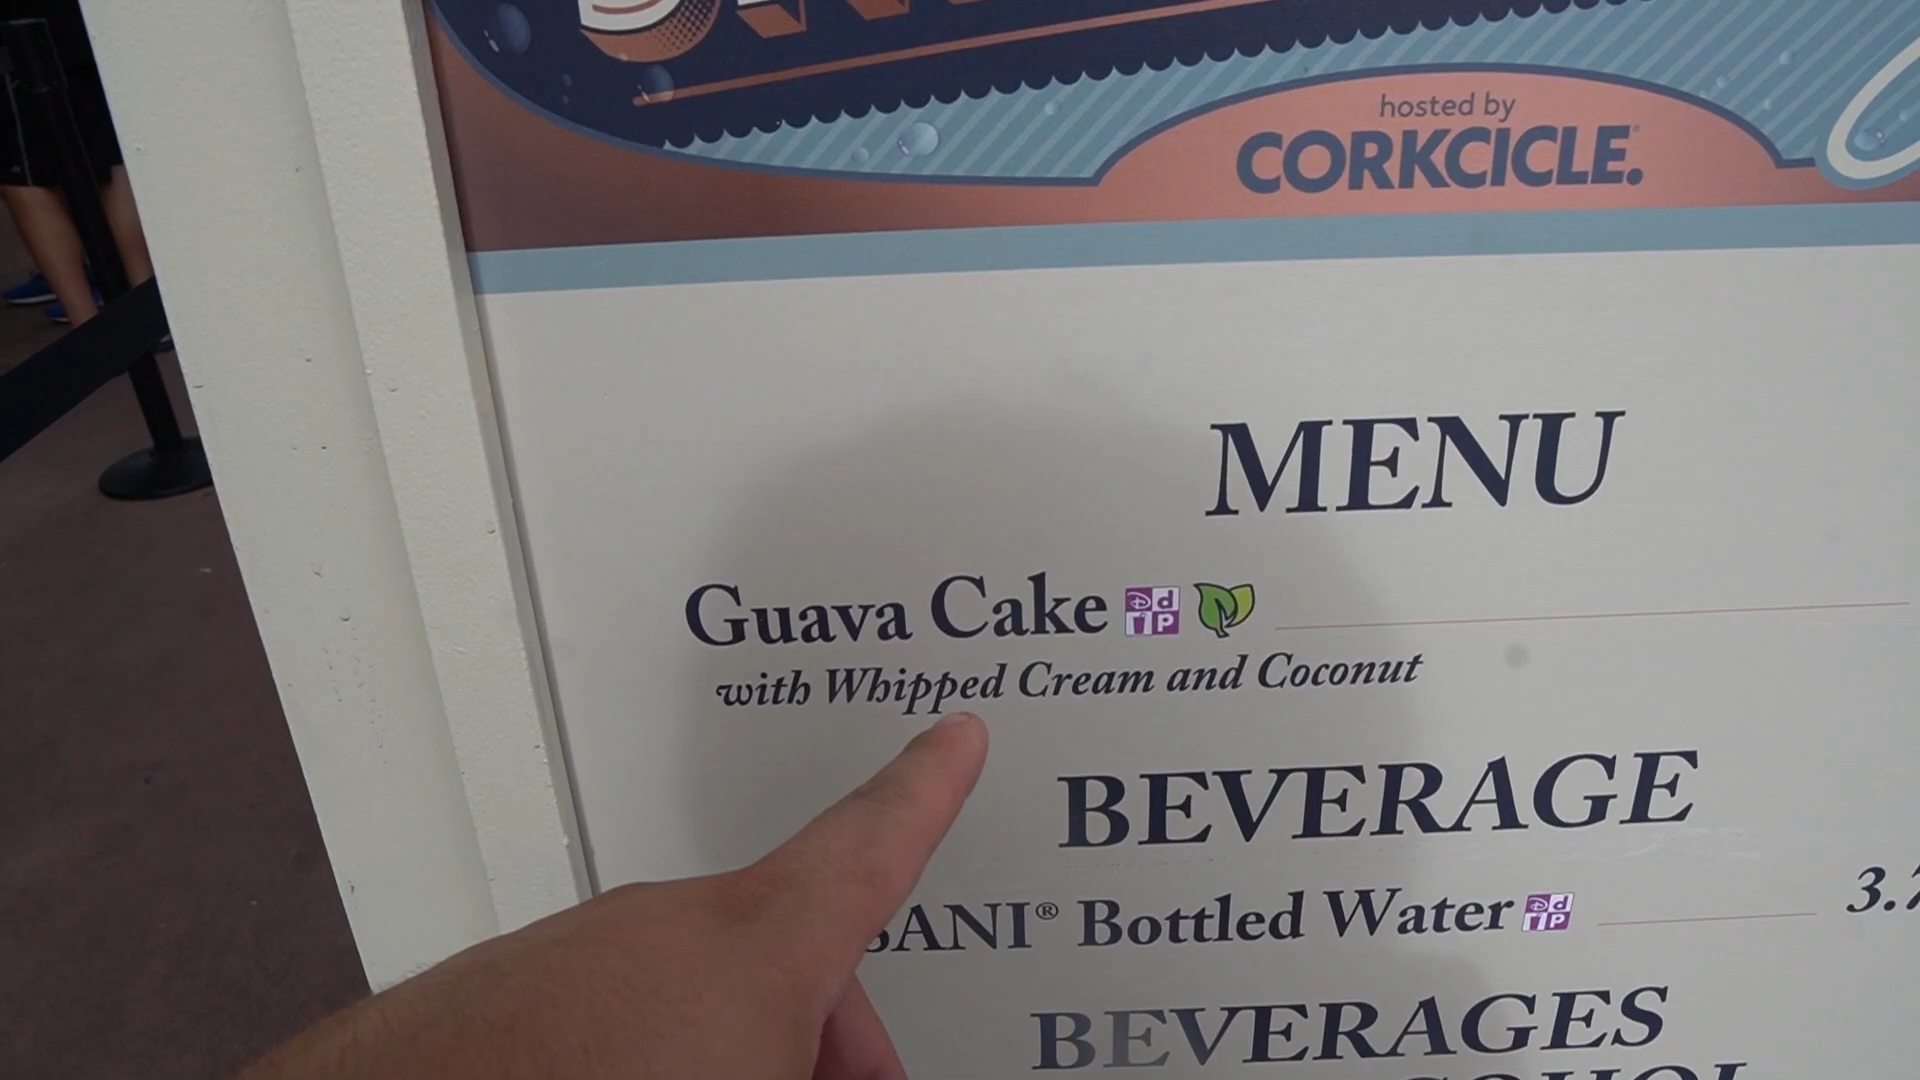 hosted by
CORKCICLE.
MENU
Guava Cake
with Whipped Cream and Coconut
BEVERAGE
Bottled Water
BEVERAGES